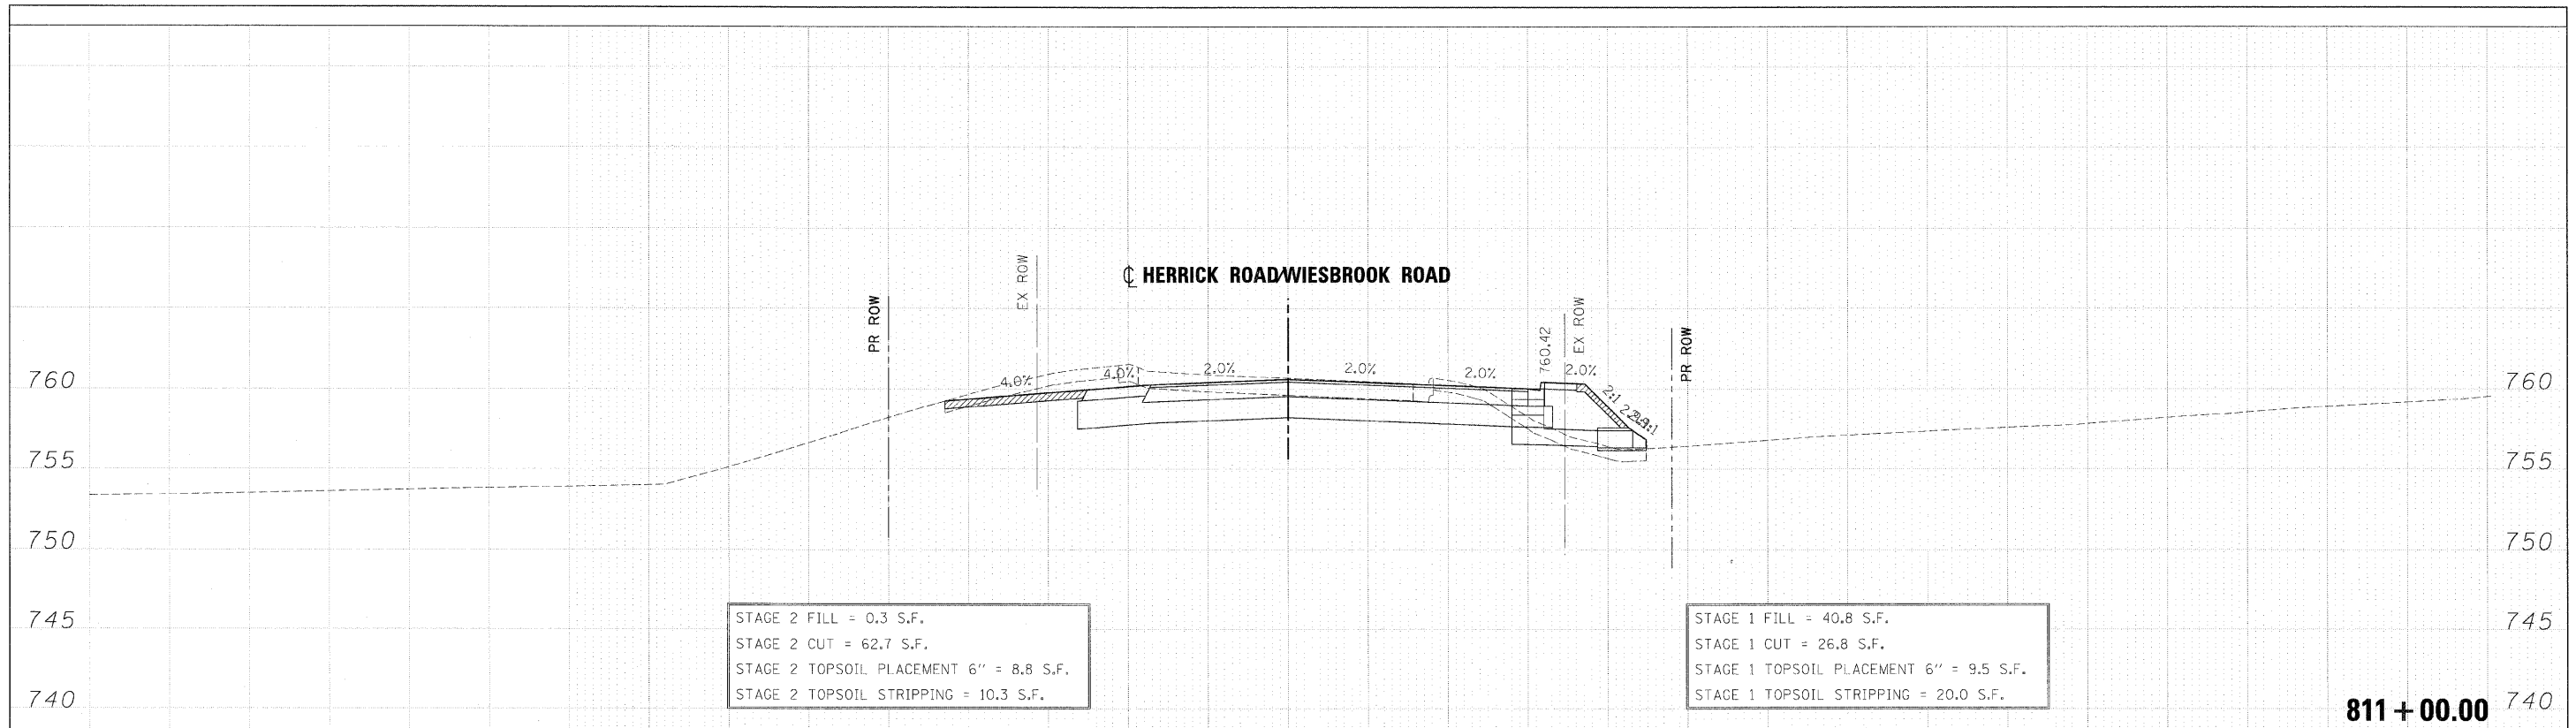 ℄ HERRICK ROAD/WIESBROOK ROAD
PR ROW
EX ROW
760.42
EX ROW
PR ROW
4.0%
4.0%
2.0%
2.0%
2.0%
2.0%
2:1
760
760
755
755
750
750
745
745
740
740
STAGE 2 FILL = 0.3 S.F.
STAGE 2 CUT = 62.7 S.F.
STAGE 2 TOPSOIL PLACEMENT 6" = 8.8 S.F.
STAGE 2 TOPSOIL STRIPPING = 10.3 S.F.
STAGE 1 FILL = 40.8 S.F.
STAGE 1 CUT = 26.8 S.F.
STAGE 1 TOPSOIL PLACEMENT 6" = 9.5 S.F.
STAGE 1 TOPSOIL STRIPPING = 20.0 S.F.
811 + 00.00